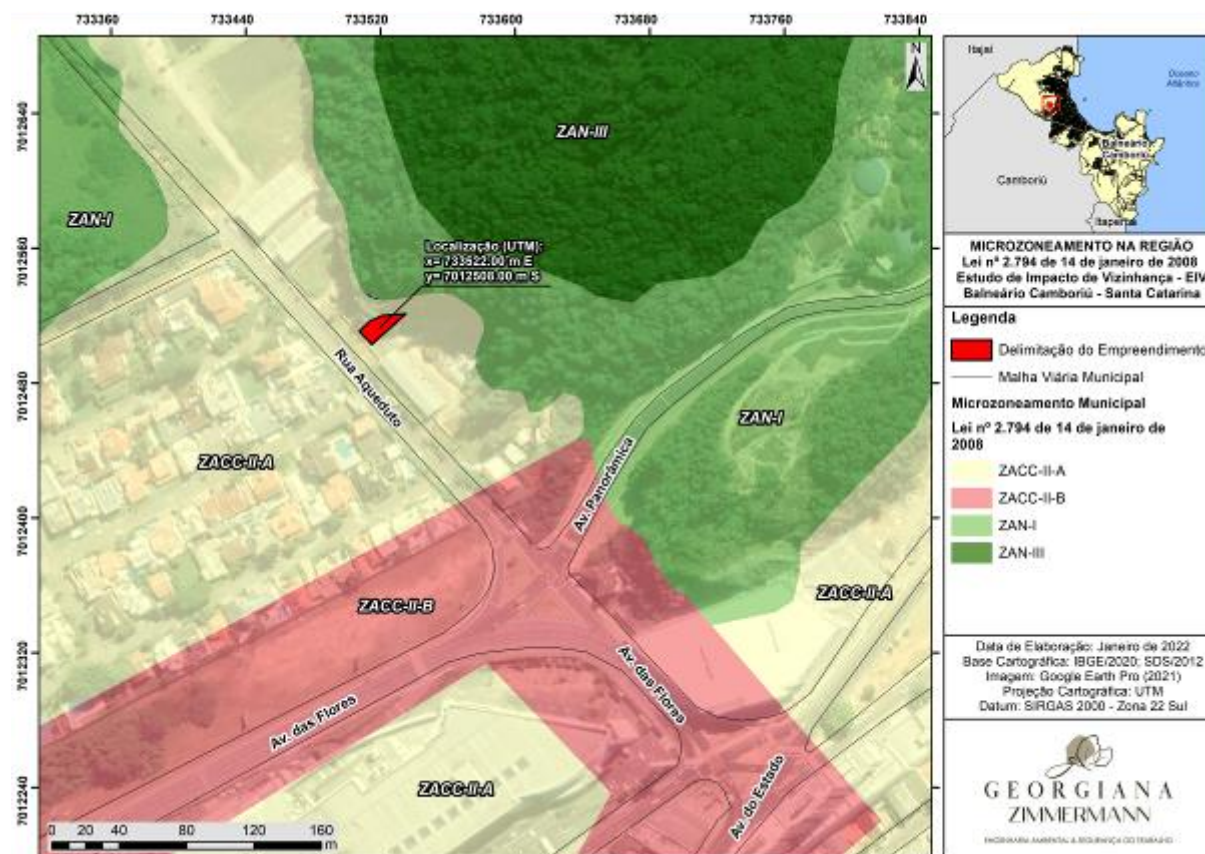 733360 733440 733520 733600 733680 733760 733840
7012640
7012560
7012480
7012400
7012320
7012240
N
ZAN-III
ZAN-I
Localização (UTM):
x= 733522.00 m E
y= 7012508.00 m S
Rua Aqueduto
ZAN-I
ZACC-II-A
Av. Panorâmica
ZACC-II-B
ZACC-II-A
Av. das Flores
Av. das Flores
ZACC-II-A
Av. do Estado
0 20 40 80 120 160
m
Itajaí
Oceano
Atlântico
Balneário
Camboriú
Camboriú
Itapema
MICROZONEAMENTO NA REGIÃO
Lei nº 2.794 de 14 de janeiro de 2008
Estudo de Impacto de Vizinhança - EIV
Balneário Camboriú - Santa Catarina
Legenda
Delimitação do Empreendimento
Malha Viária Municipal
Microzoneamento Municipal
Lei nº 2.794 de 14 de janeiro de
2008
ZACC-II-A
ZACC-II-B
ZAN-I
ZAN-III
Data de Elaboração: Janeiro de 2022
Base Cartográfica: IBGE/2020; SDS/2012
Imagem: Google Earth Pro (2021)
Projeção Cartográfica: UTM
Datum: SIRGAS 2000 - Zona 22 Sul
GEORGIANA
ZIMMERMANN
ENGENHARIA AMBIENTAL & SEGURANÇA DO TRABALHO